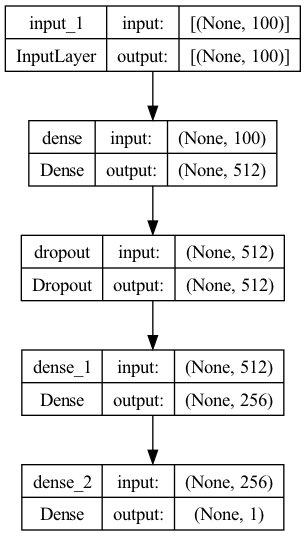 input_1 input: [(None, 100)]
InputLayer output: [(None, 100)]
dense input: (None, 100)
Dense output: (None, 512)
dropout input: (None, 512)
Dropout output: (None, 512)
dense_1 input: (None, 512)
Dense output: (None, 256)
dense_2 input: (None, 256)
Dense output: (None, 1)